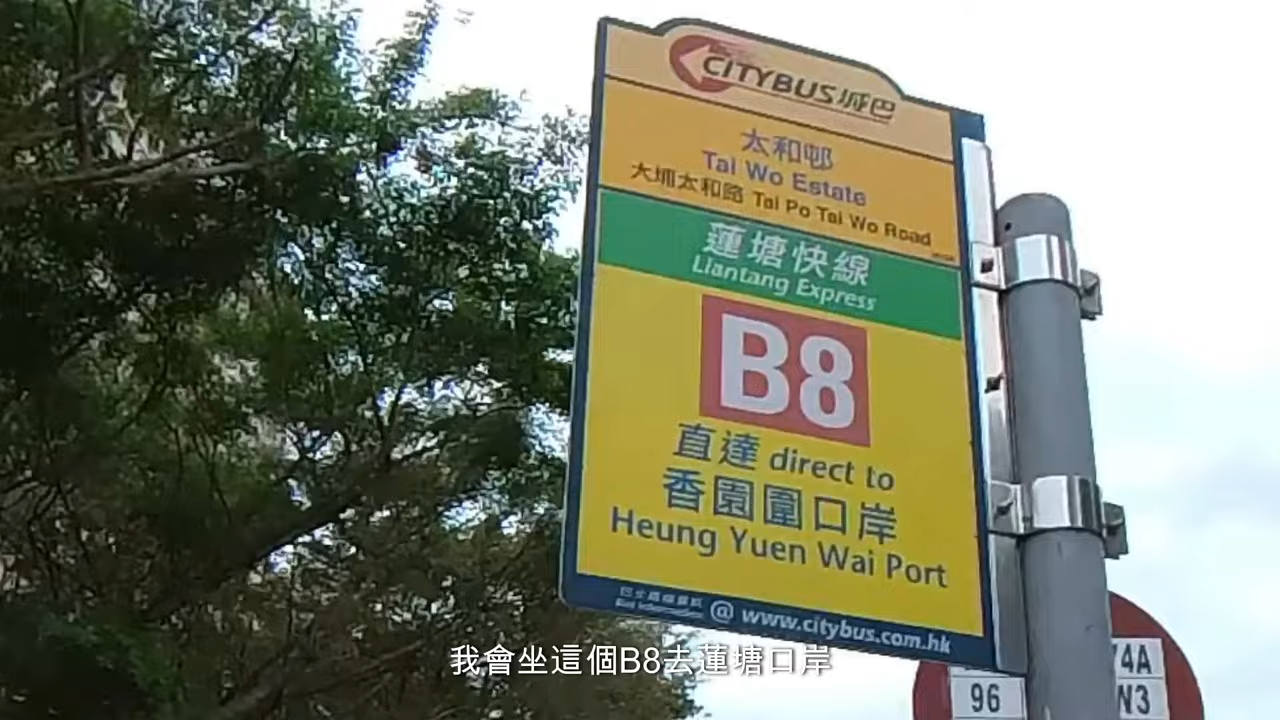 CITYBUS城巴
太和邨
Tai Wo Estate
大埔太和路 Tai Po Tai Wo Road
蓮塘快線
Liantang Express
B8
直達 direct to
香園圍口岸
Heung Yuen Wai Port
Bus Information @ www.citybus.com.hk
74A
96
N3
我會坐這個B8去蓮塘口岸